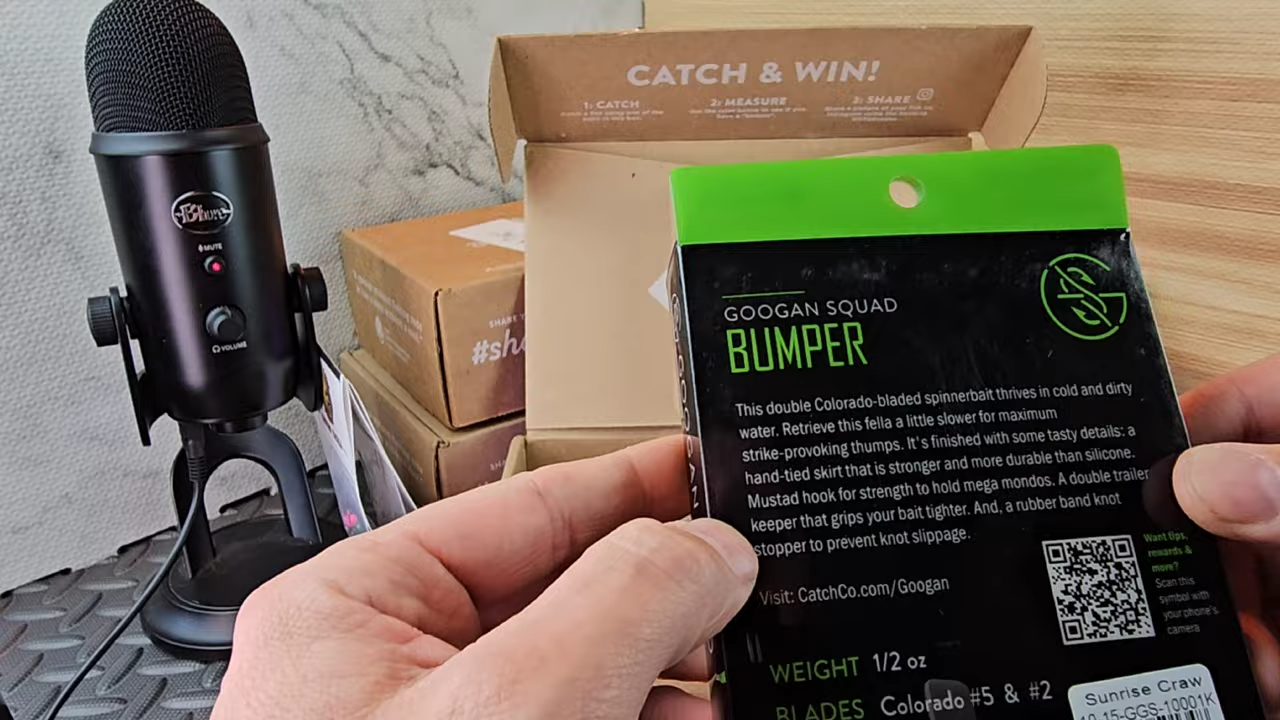 CATCH & WIN!
1: CATCH
2: MEASURE
3: SHARE
Blue
MUTE
VOLUME
SHARE
#sh
GOOGAN SQUAD
BUMPER
This double Colorado-bladed spinnerbait thrives in cold and dirty
water. Retrieve this fella a little slower for maximum
strike-provoking thumps. It's finished with some tasty details: a
hand-tied skirt that is stronger and more durable than silicone.
Mustad hook for strength to hold mega mondos. A double trailer
keeper that grips your bait tighter. And, a rubber band knot
stopper to prevent knot slippage.
Want tips,
rewards &
more?
Scan this
symbol with
your phone's
camera
Visit: CatchCo.com/Googan
WEIGHT 1/2 oz
BLADES Colorado #5 & #2
Sunrise Craw
10-15-GGS-10001K